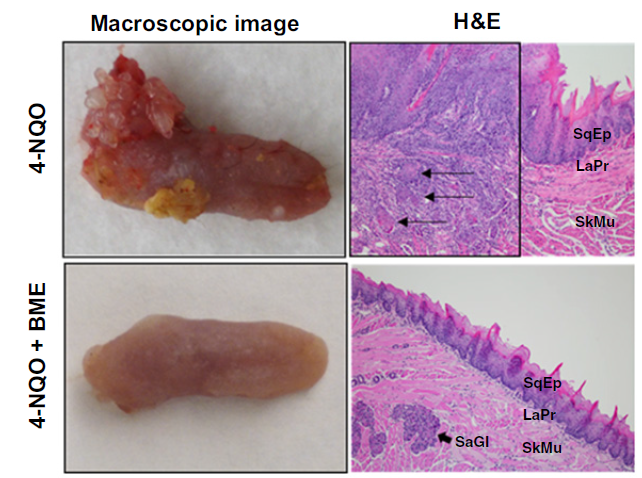 Macroscopic image
H&E
4-NQO
SqEp
LaPr
SkMu
4-NQO + BME
SqEp
LaPr
SaGl
SkMu